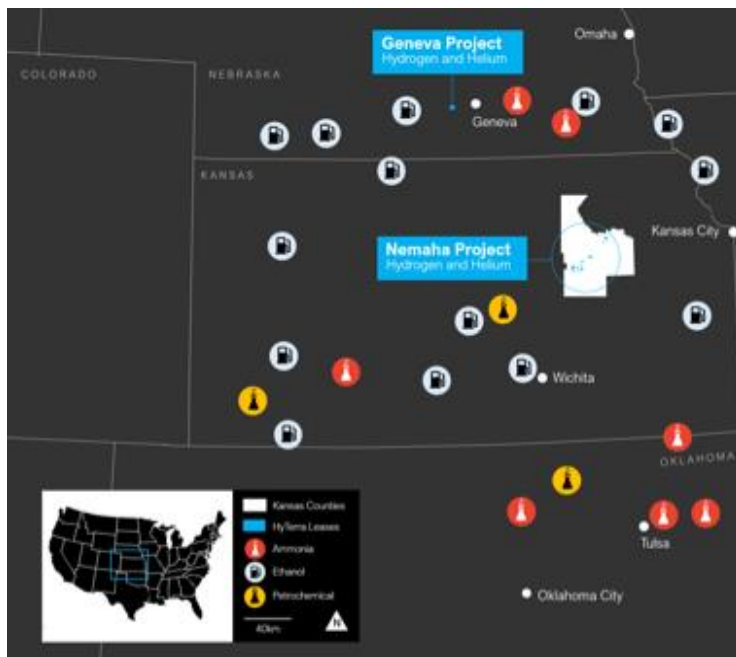 Geneva Project
Hydrogen and Helium
Omaha
COLORADO
NEBRASKA
Geneva
KANSAS
Kansas City
Nemaha Project
Hydrogen and Helium
Wichita
OKLAHOMA
Kansas Counties
HyTerra Leases
Ammonia
Ethanol
Petrochemical
40km
N
Tulsa
Oklahoma City